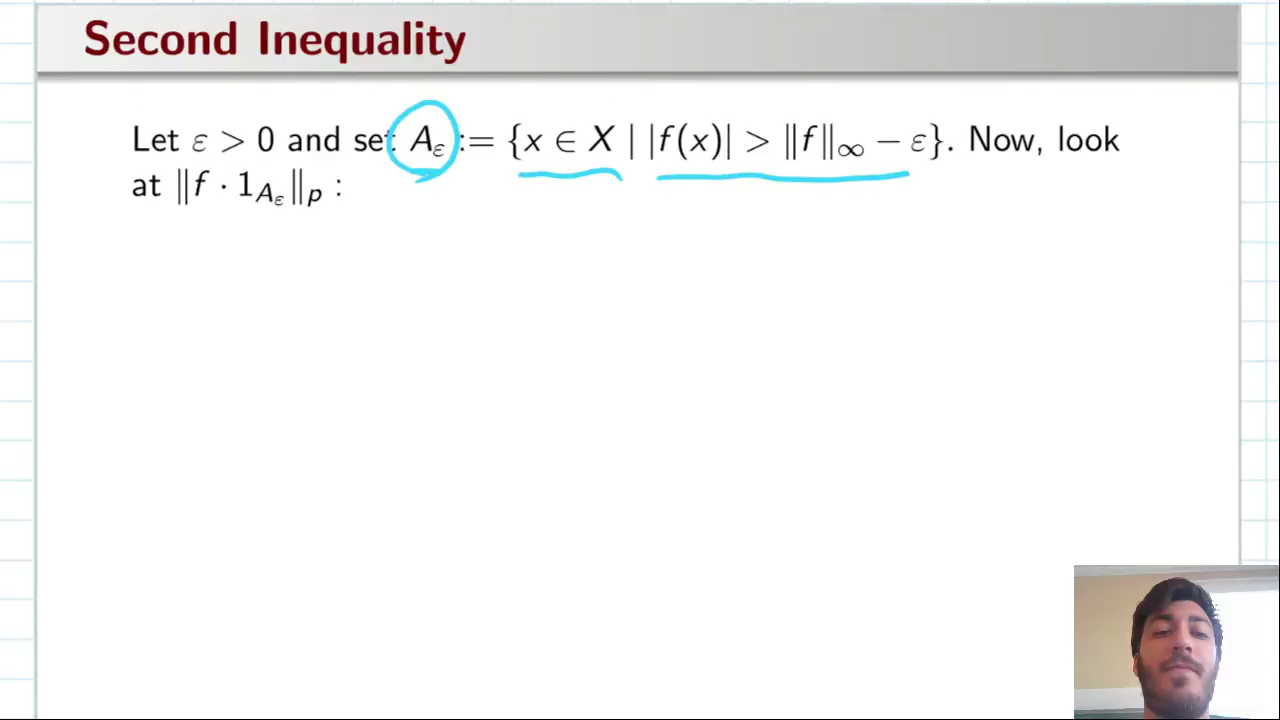 Second Inequality
Let ε > 0 and set A_ε := {x ∈ X | |f(x)| > ‖f‖_∞ − ε}. Now, look
at ‖f · 1_{A_ε}‖_p :